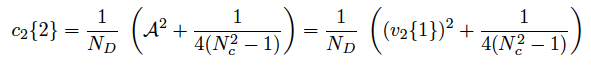 $c_2\{2\} = \frac{1}{N_D} \left( \mathcal{A}^2 + \frac{1}{4(N_c^2 - 1)} \right) = \frac{1}{N_D} \left( (v_2\{1\})^2 + \frac{1}{4(N_c^2 - 1)} \right)$